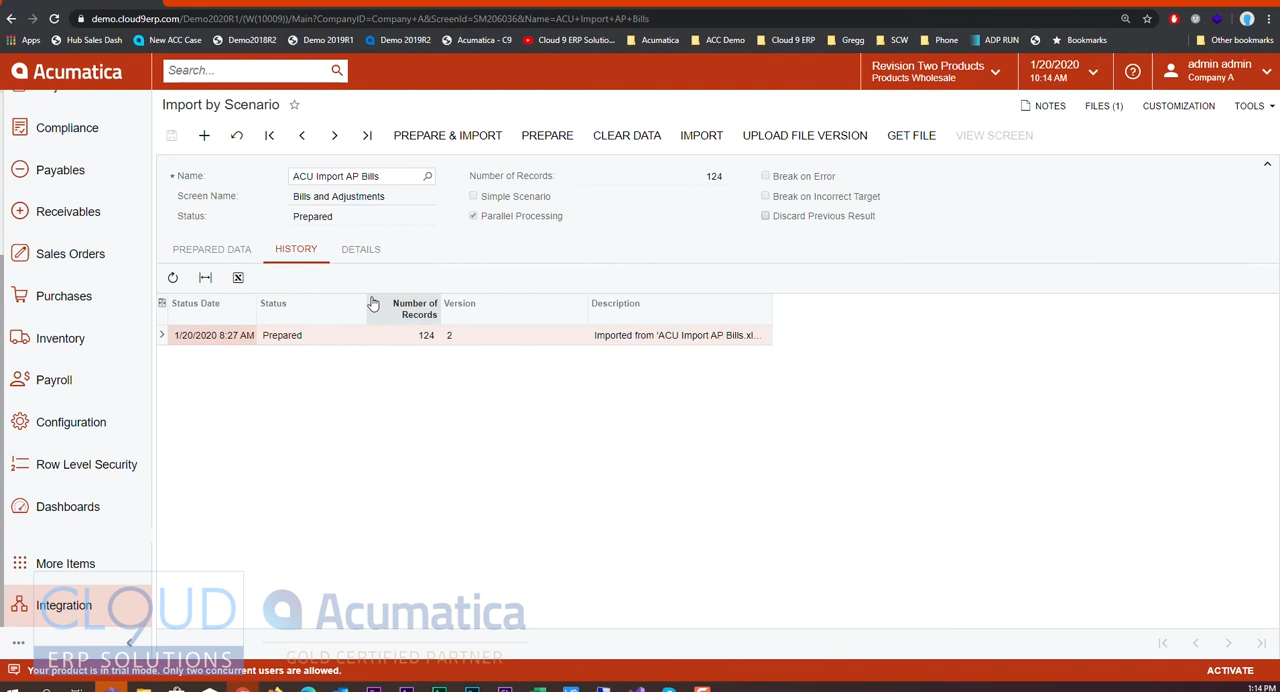 demo.cloud9erp.com/Demo2020R1/(W(10009))/Main?CompanyID=Company+A&ScreenId=SM206036&Name=ACU+Import+AP+Bills
Apps Hub Sales Dash New ACC Case Demo2018R2 Demo 2019R1 Demo 2019R2 Acumatica - C9 Cloud 9 ERP Solutio... Acumatica ACC Demo Cloud 9 ERP Gregg SCW Phone ADP RUN Bookmarks Other bookmarks
Acumatica Search... Revision Two Products 1/20/2020 admin admin
Products Wholesale 10:14 AM Company A
Import by Scenario NOTES FILES (1) CUSTOMIZATION TOOLS
Compliance
PREPARE & IMPORT PREPARE CLEAR DATA IMPORT UPLOAD FILE VERSION GET FILE VIEW SCREEN
Payables
* Name: ACU Import AP Bills Number of Records: 124 Break on Error
Screen Name: Bills and Adjustments Simple Scenario Break on Incorrect Target
Receivables
Status: Prepared Parallel Processing Discard Previous Result
Sales Orders
PREPARED DATA HISTORY DETAILS
Purchases
Status Date Status Number of Records Version Description
Inventory
1/20/2020 8:27 AM Prepared 124 2 Imported from 'ACU Import AP Bills.xl...
Payroll
Configuration
Row Level Security
Dashboards
More Items
Integration
CLOUD Acumatica
ERP SOLUTIONS GOLD CERTIFIED PARTNER
Your product is in trial mode. Only two concurrent users are allowed. ACTIVATE
1:14 PM